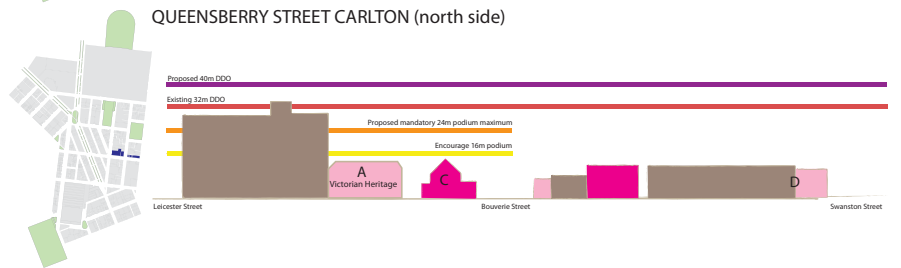 QUEENSBERRY STREET CARLTON (north side)
Proposed 40m DDO
Existing 32m DDO
Proposed mandatory 24m podium maximum
Encourage 16m podium
A
Victorian Heritage
C
D
Leicester Street
Bouverie Street
Swanston Street